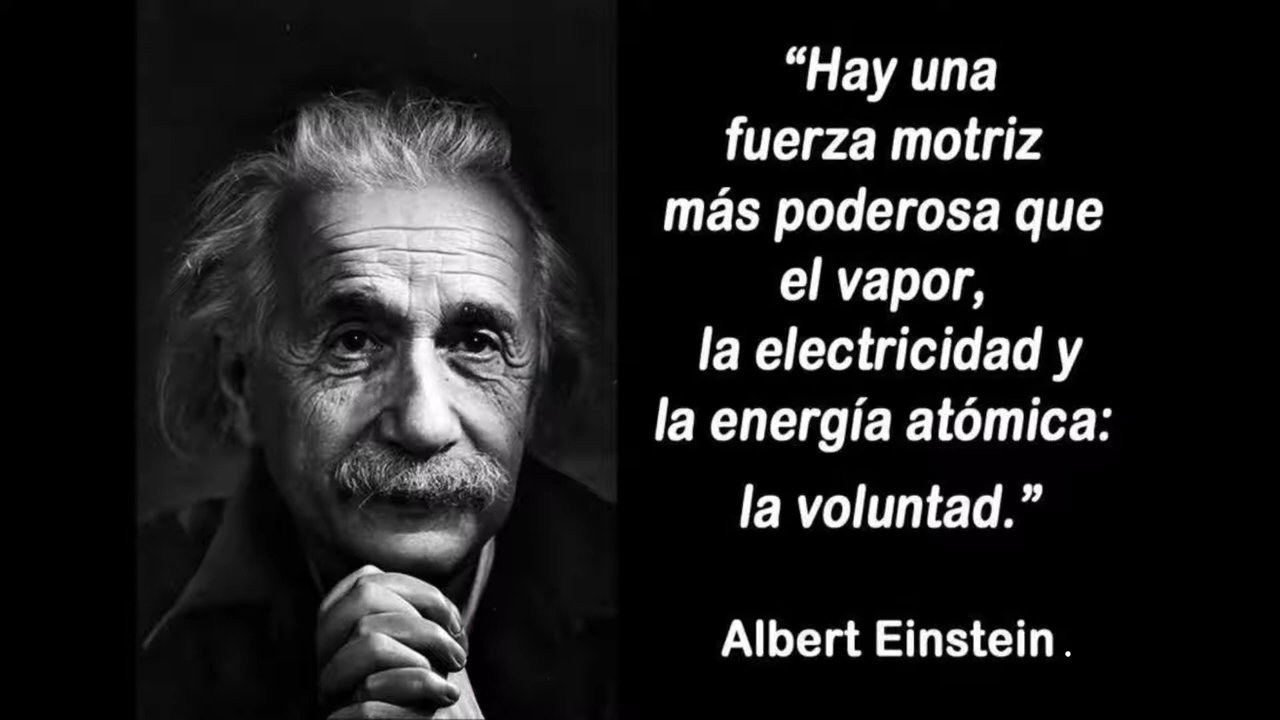 “Hay una
fuerza motriz
más poderosa que
el vapor,
la electricidad y
la energía atómica:
la voluntad.”
Albert Einstein .